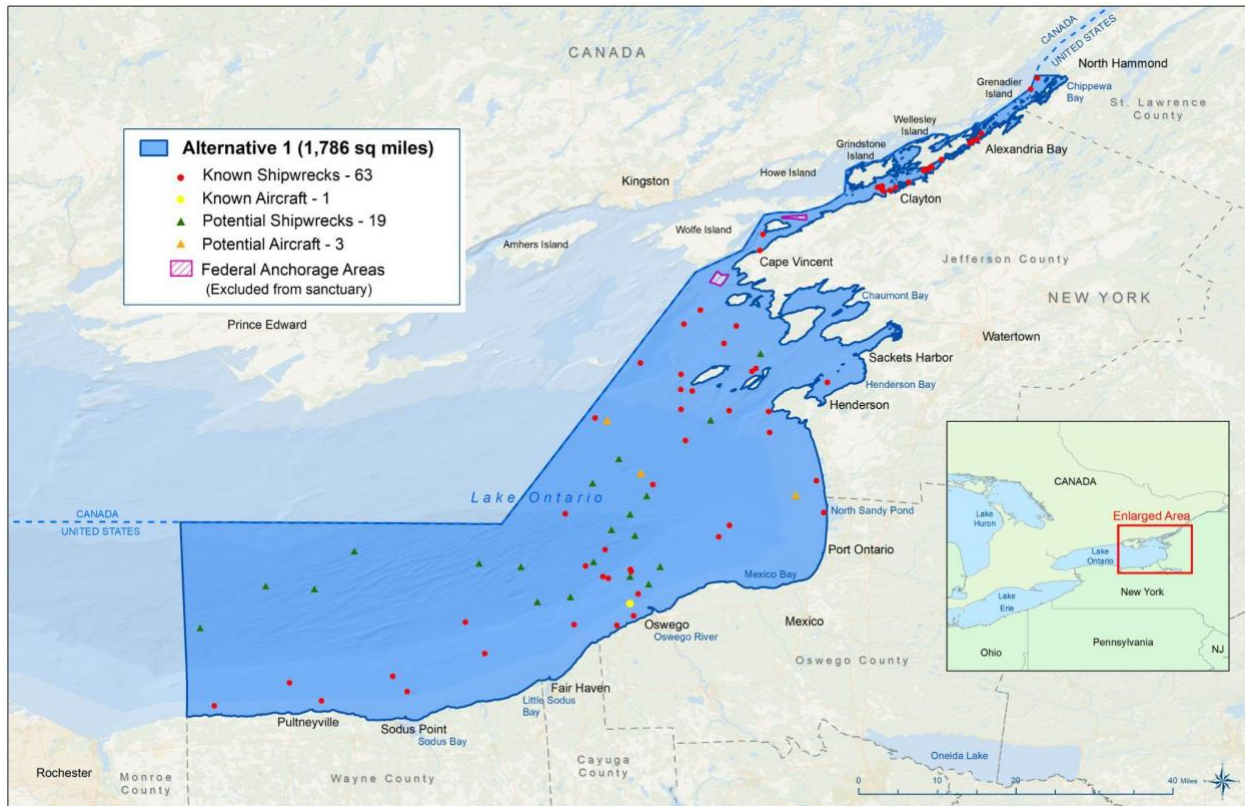 CANADA
UNITED STATES
CANADA
North Hammond
Grenadier
Island
Chippewa
Bay
St. Lawrence
County
Wellesley
Island
Alternative 1 (1,786 sq miles)
Known Shipwrecks - 63
Known Aircraft - 1
Potential Shipwrecks - 19
Potential Aircraft - 3
Federal Anchorage Areas
(Excluded from sanctuary)
Grindstone
Island
Alexandria Bay
Kingston
Howe Island
Clayton
Wolfe Island
Amhers Island
Cape Vincent
Jefferson County
Chaumont Bay
NEW YORK
Prince Edward
Watertown
Sackets Harbor
Henderson Bay
Henderson
Lake Ontario
CANADA
UNITED STATES
North Sandy Pond
Port Ontario
Mexico Bay
Oswego
Oswego River
Mexico
Oswego County
Fair Haven
Little Sodus
Bay
Pultneyville
Sodus Point
Sodus Bay
Rochester
Monroe
County
Wayne County
Cayuga
County
Oneida Lake
0
10
20
40
Miles
N
CANADA
Lake
Huron
Enlarged Area
Lake
Ontario
New York
Lake
Erie
Pennsylvania
Ohio
NJ